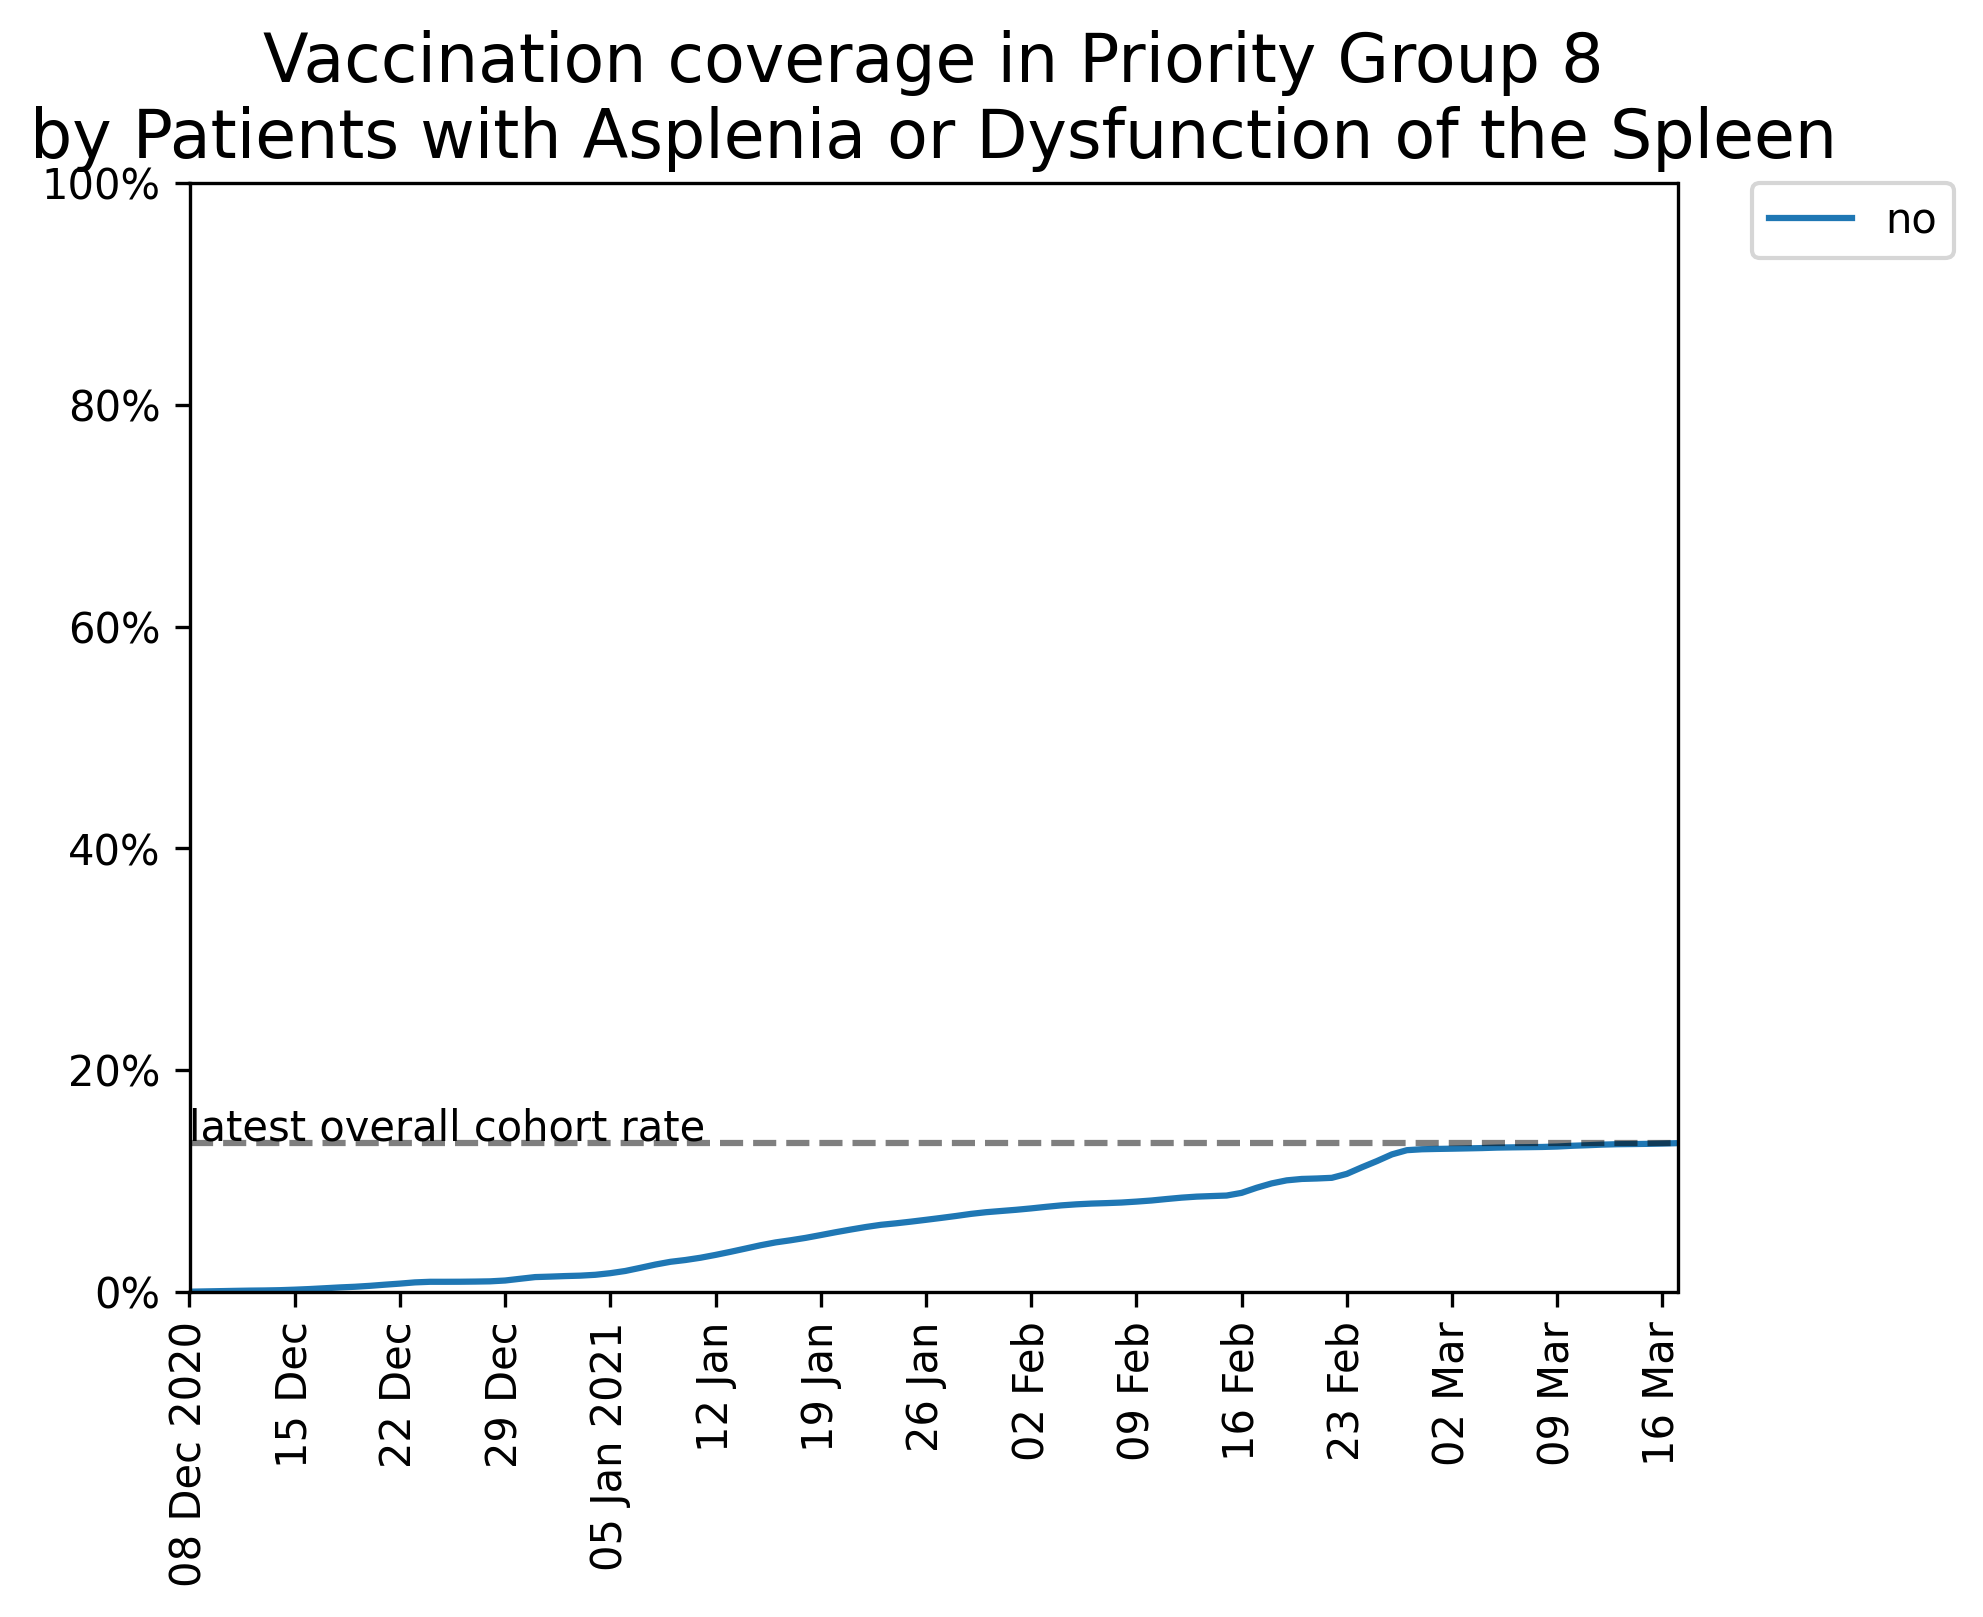 Vaccination coverage in Priority Group 8
by Patients with Asplenia or Dysfunction of the Spleen
no
100%
80%
60%
40%
20%
0%
latest overall cohort rate
08 Dec 2020
15 Dec
22 Dec
29 Dec
05 Jan 2021
12 Jan
19 Jan
26 Jan
02 Feb
09 Feb
16 Feb
23 Feb
02 Mar
09 Mar
16 Mar